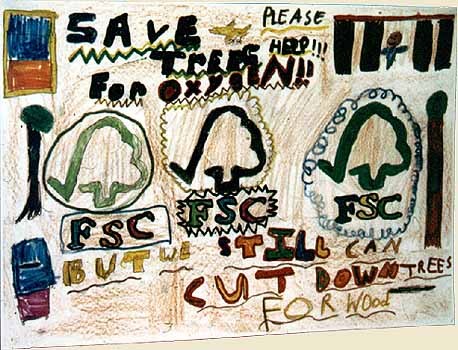 SAVE PLEASE
TREES HELP!!!
FOR OXYGEN!!
FSC FSC FSC
BUT WE STILL CAN
CUT DOWN TREES
FOR WOOd